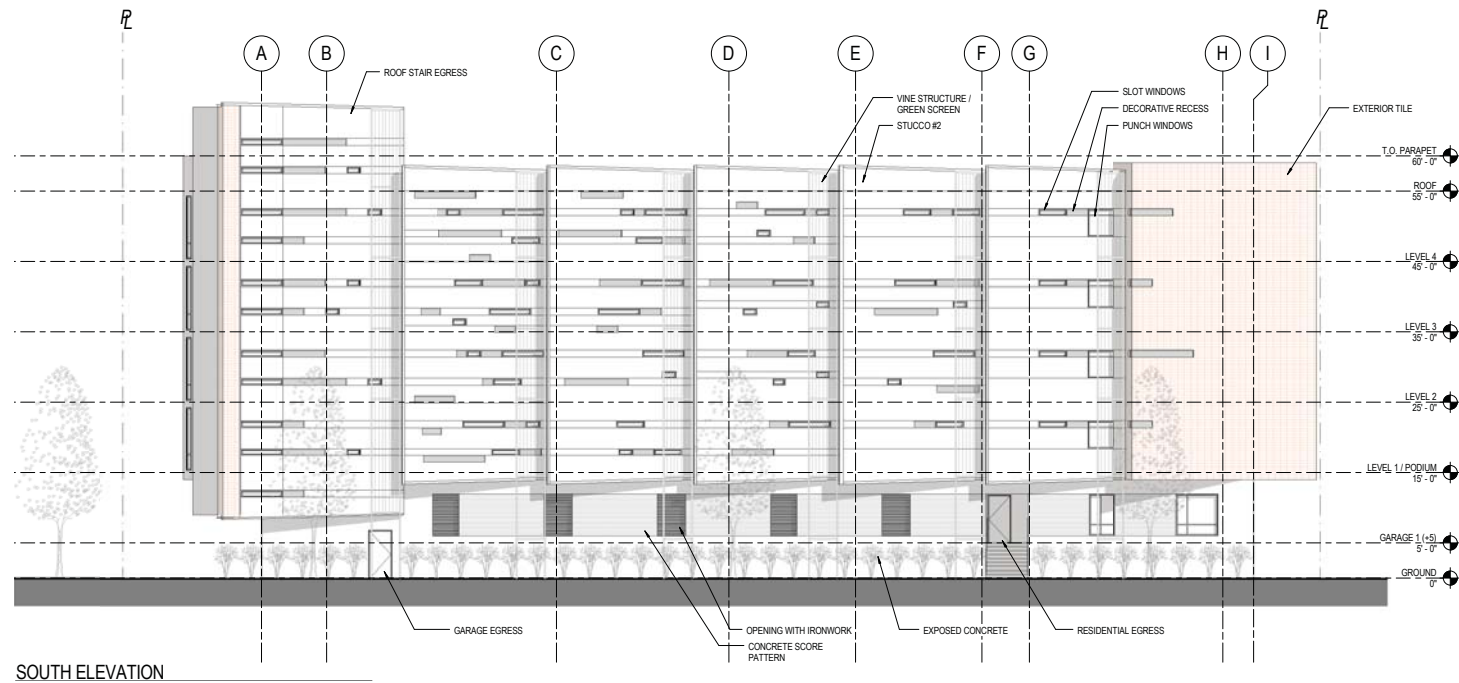 PL PL
A B C D E F G H I
ROOF STAIR EGRESS
VINE STRUCTURE /
GREEN SCREEN
STUCCO #2
SLOT WINDOWS
DECORATIVE RECESS
PUNCH WINDOWS
EXTERIOR TILE
T.O. PARAPET
60' - 0"
ROOF
55' - 0"
LEVEL 4
45' - 0"
LEVEL 3
35' - 0"
LEVEL 2
25' - 0"
LEVEL 1 / PODIUM
15' - 0"
GARAGE 1 (+5)
5' - 0"
GROUND
0"
GARAGE EGRESS
OPENING WITH IRONWORK
CONCRETE SCORE
PATTERN
EXPOSED CONCRETE
RESIDENTIAL EGRESS
SOUTH ELEVATION